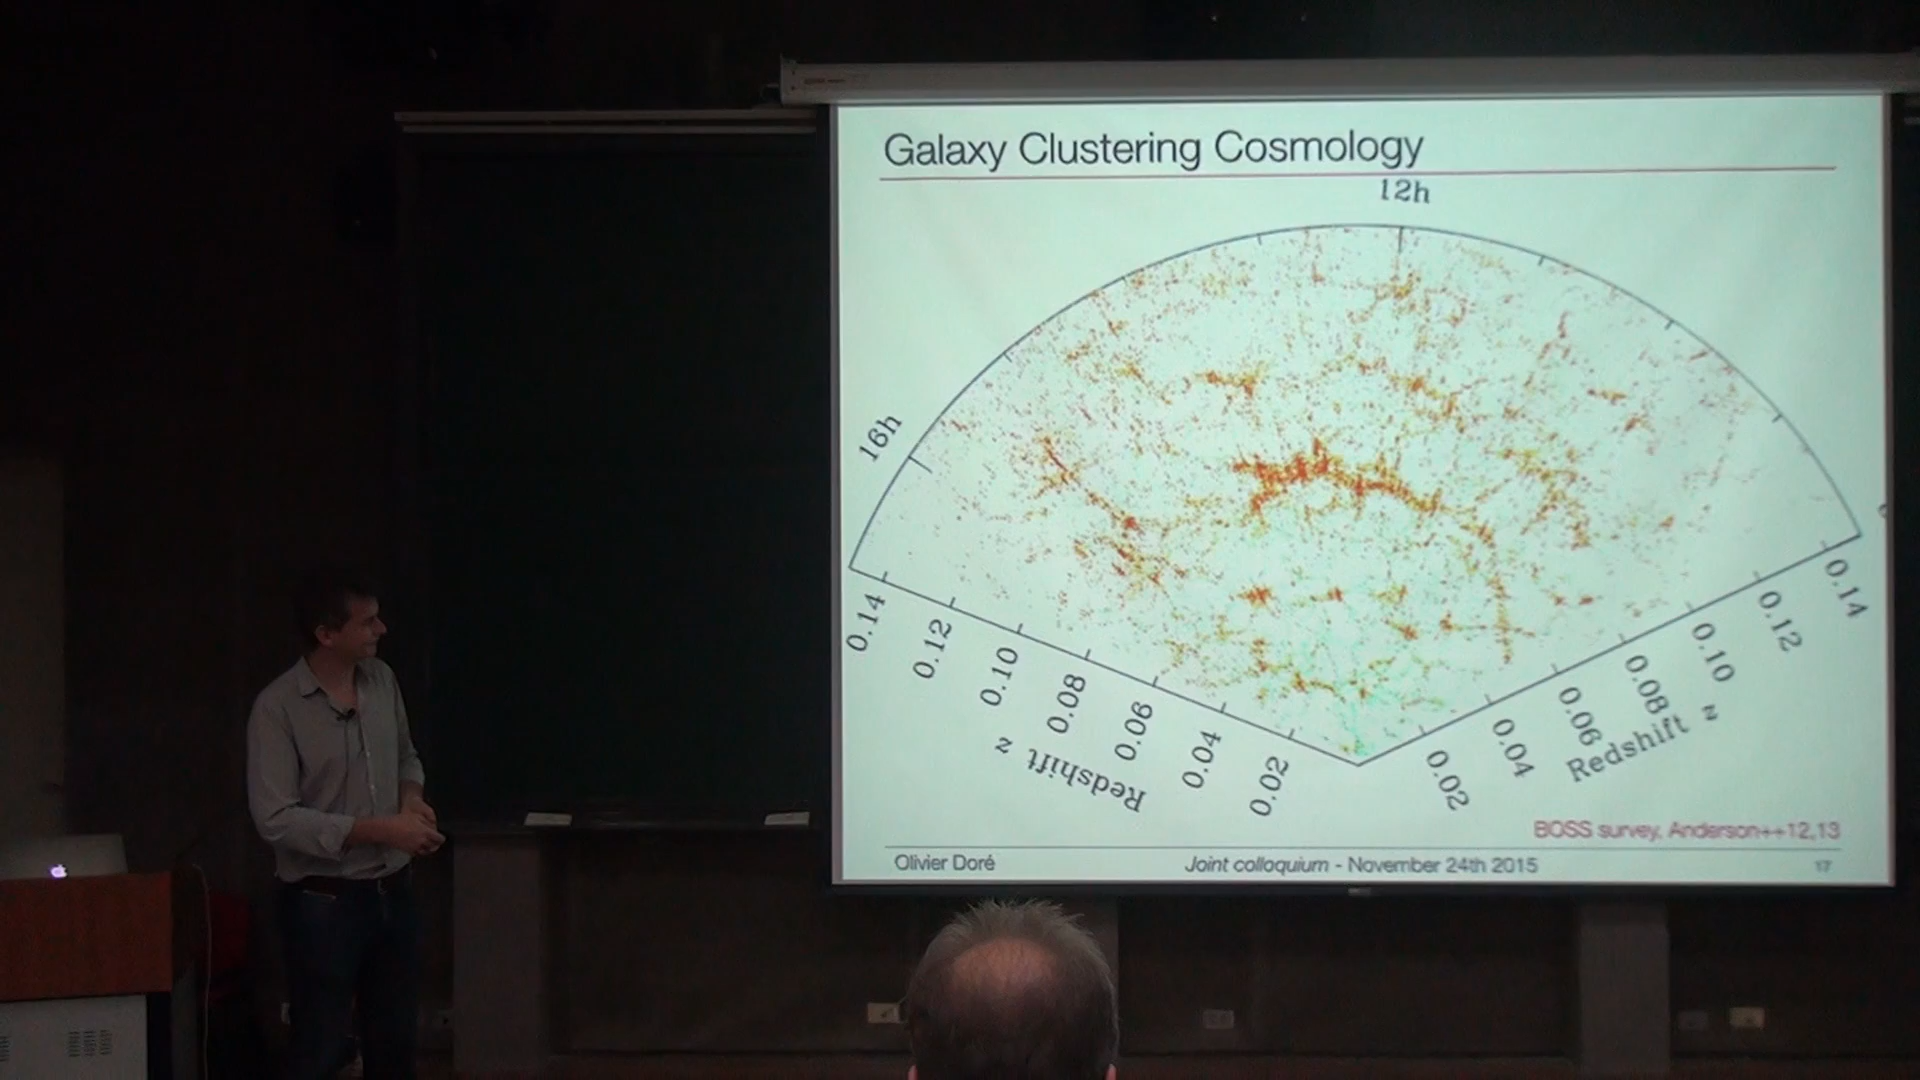 Galaxy Clustering Cosmology
12h
16h
0.14
0.12
0.10
0.08
0.06
0.04
0.02
Redshift z
0.02
0.04
0.06
0.08
0.10
0.12
0.14
Redshift z
BOSS survey, Anderson++12,13
Olivier Doré
Joint colloquium - November 24th 2015
17